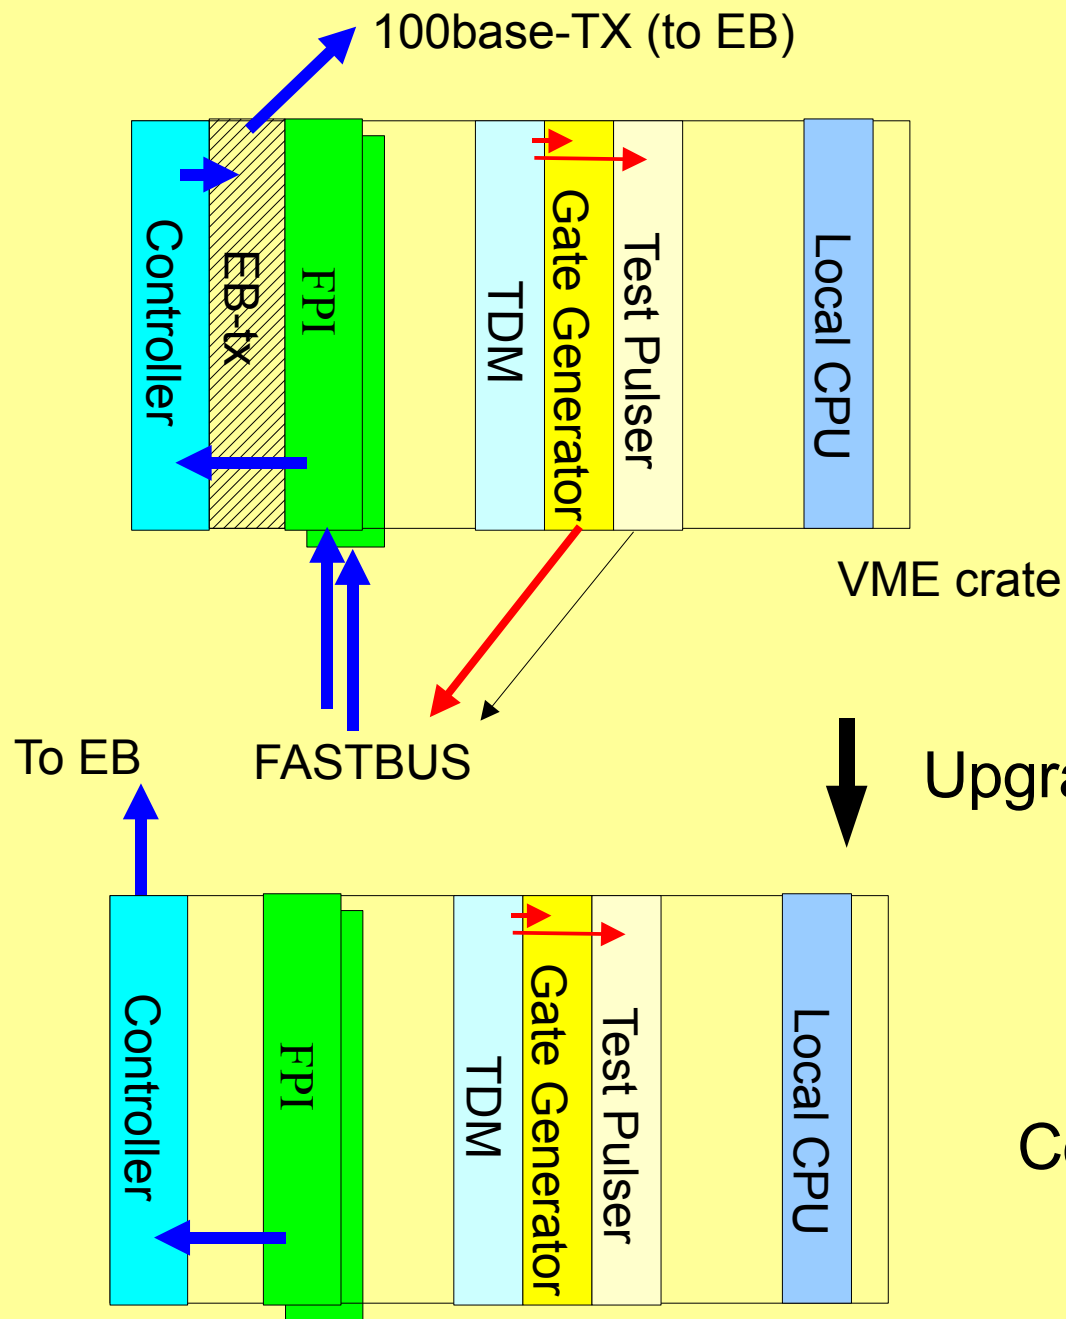 100base-TX (to EB)
Controller
EB-tx
FPI
TDM
Gate Generator
Test Pulser
Local CPU
VME crate
To EB
FASTBUS
Controller
FPI
TDM
Gate Generator
Test Pulser
Local CPU